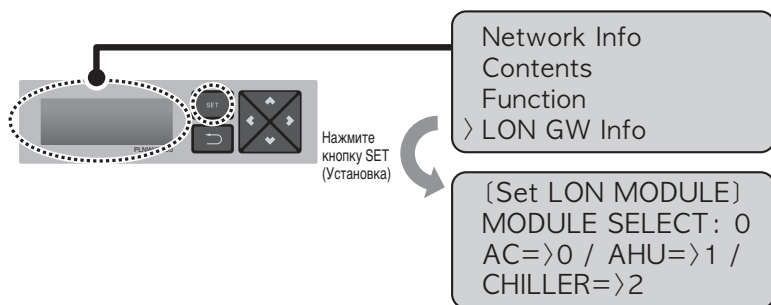 Network Info
Contents
Function
〉LON GW Info
SET
Нажмите
кнопку SET
(Установка)
〔Set LON MODULE〕
MODULE SELECT: 0
AC=〉0 / AHU=〉1 /
CHILLER=〉2